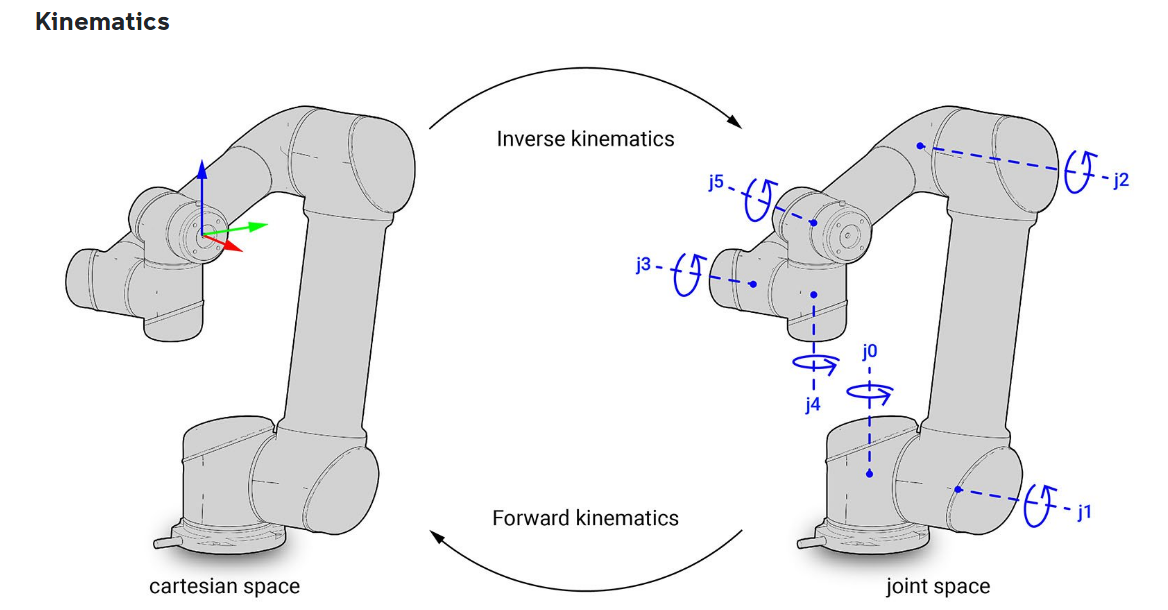 Kinematics
Inverse kinematics
j2
j5
j3
j0
j4
j1
Forward kinematics
cartesian space
joint space